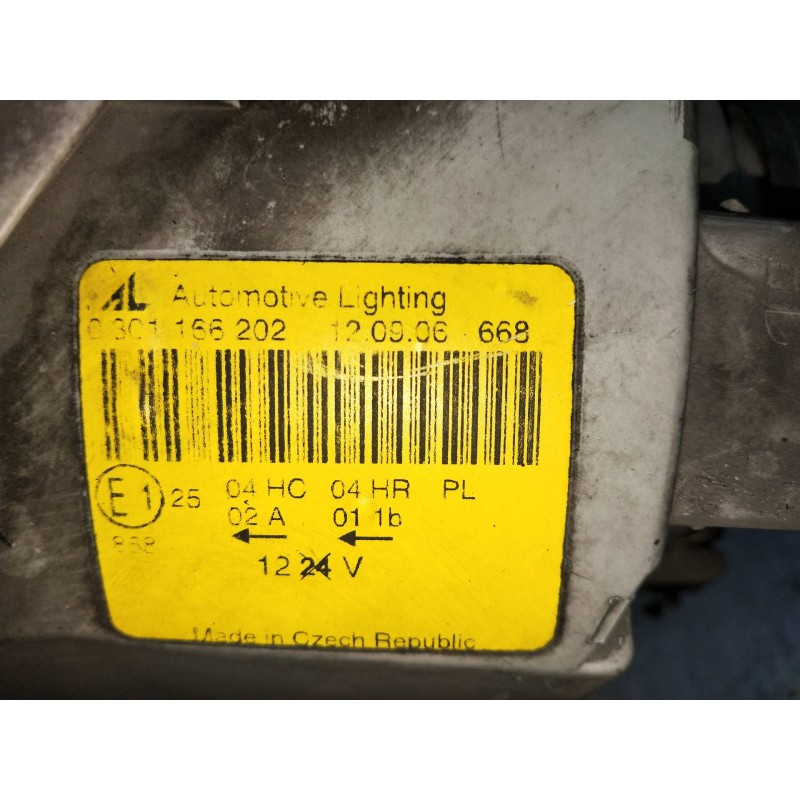 AL Automotive Lighting
0 301 166 202 12.09.06 668
E1 25 04 HC 04 HR PL
02 A 01 1b
868
12 24 V
Made in Czech Republic